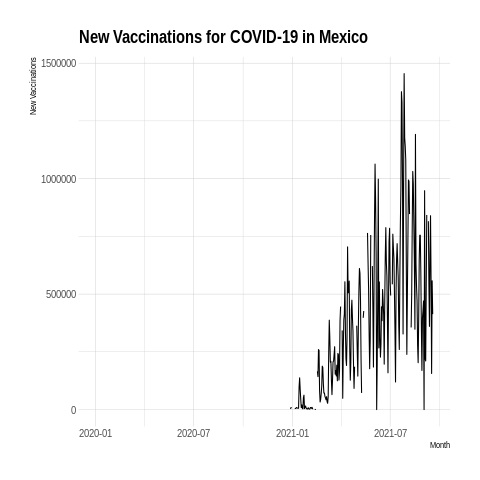 New Vaccinations for COVID-19 in Mexico
New Vaccinations
1500000
1000000
500000
0
2020-01 2020-07 2021-01 2021-07
Month